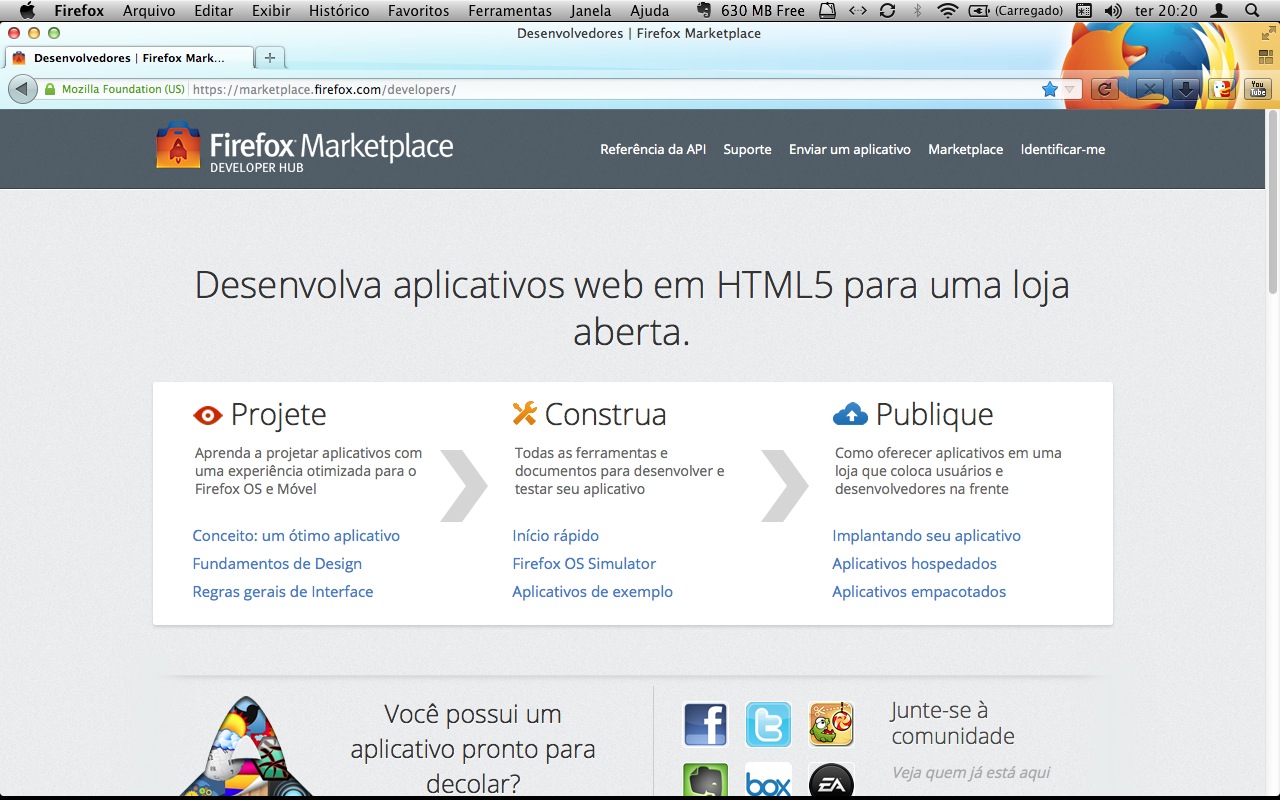 Firefox Arquivo Editar Exibir Histórico Favoritos Ferramentas Janela Ajuda 630 MB Free (Carregado) ter 20:20
Desenvolvedores | Firefox Marketplace
Desenvolvedores | Firefox Mark...
Mozilla Foundation (US) https://marketplace.firefox.com/developers/ You Tube
Firefox Marketplace
DEVELOPER HUB
Referência da API Suporte Enviar um aplicativo Marketplace Identificar-me
Desenvolva aplicativos web em HTML5 para uma loja
aberta.
Projete
Aprenda a projetar aplicativos com
uma experiência otimizada para o
Firefox OS e Móvel
Conceito: um ótimo aplicativo
Fundamentos de Design
Regras gerais de Interface
Construa
Todas as ferramentas e
documentos para desenvolver e
testar seu aplicativo
Início rápido
Firefox OS Simulator
Aplicativos de exemplo
Publique
Como oferecer aplicativos em uma
loja que coloca usuários e
desenvolvedores na frente
Implantando seu aplicativo
Aplicativos hospedados
Aplicativos empacotados
Você possui um
aplicativo pronto para
decolar?
box
EA
Junte-se à
comunidade
Veja quem já está aqui